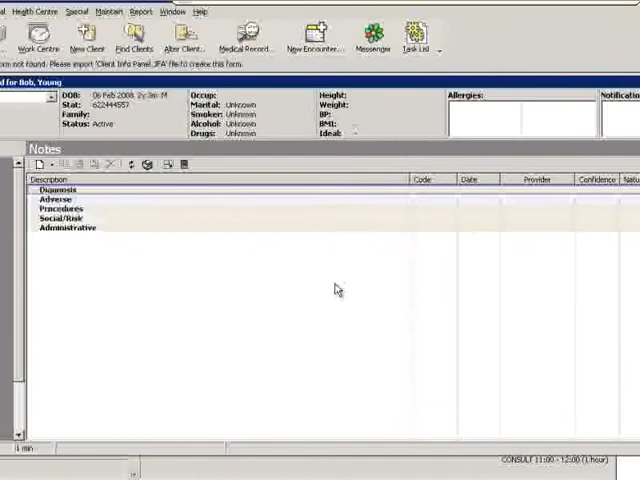 Health Centre Special Maintain Report Window Help
Work Centre New Client Find Clients Alter Client... Medical Record... New Encounter... Messenger Task List
orm not found. Please import 'Client Info Panel.JFA' file to create this form.
d for Bob, Young
DOB: 06 Feb 2008, 2y 3m M Occup: Height: Allergies: Notification
Stat: 622444557 Marital: Unknown Weight:
Family: Smoker: Unknown BP:
Status: Active Alcohol: Unknown BMI:
Drugs: Unknown Ideal:
Notes
Description Code Date Provider Confidence Natu
Diagnosis
Adverse
Procedures
Social/Risk
Administrative
1 min
CONSULT 11:00 - 12:00 (1 hour)